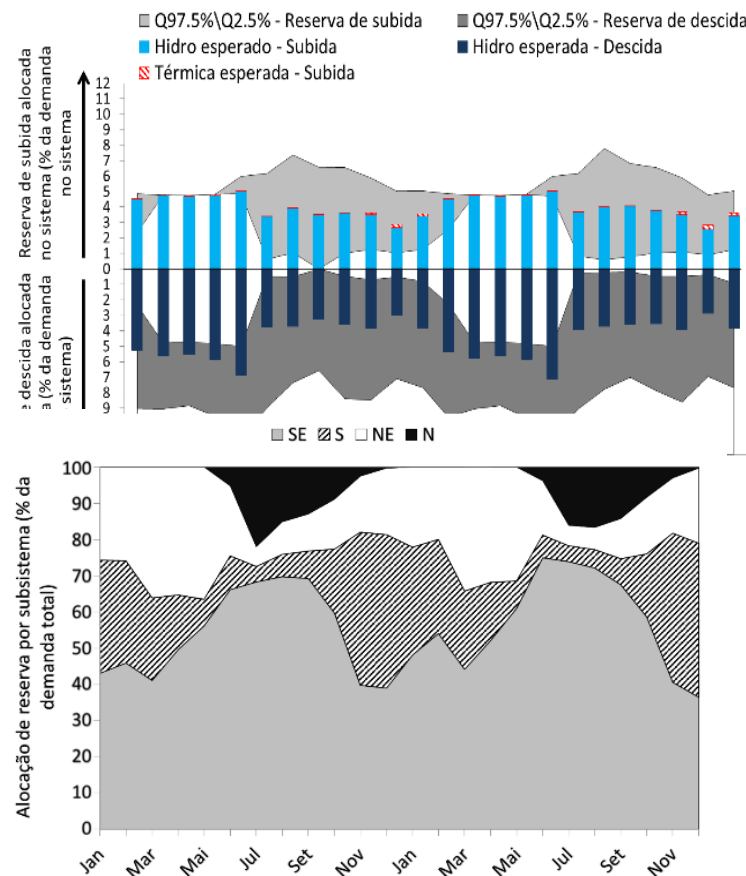 Q97.5%\Q2.5% - Reserva de subida
Q97.5%\Q2.5% - Reserva de descida
Hidro esperado - Subida
Hidro esperada - Descida
Térmica esperada - Subida
Reserva de subida alocada
no sistema (% da demanda
no sistema
12
11
10
9
8
7
6
5
4
3
2
1
0
1
2
3
4
5
6
7
8
9
descida alocada
(% da demanda
sistema)
SE
S
NE
N
Alocação de reserva por subsistema (% da
demanda total)
100
90
80
70
60
50
40
30
20
10
0
Jan
Mar
Mai
Jul
Set
Nov
Jan
Mar
Mai
Jul
Set
Nov